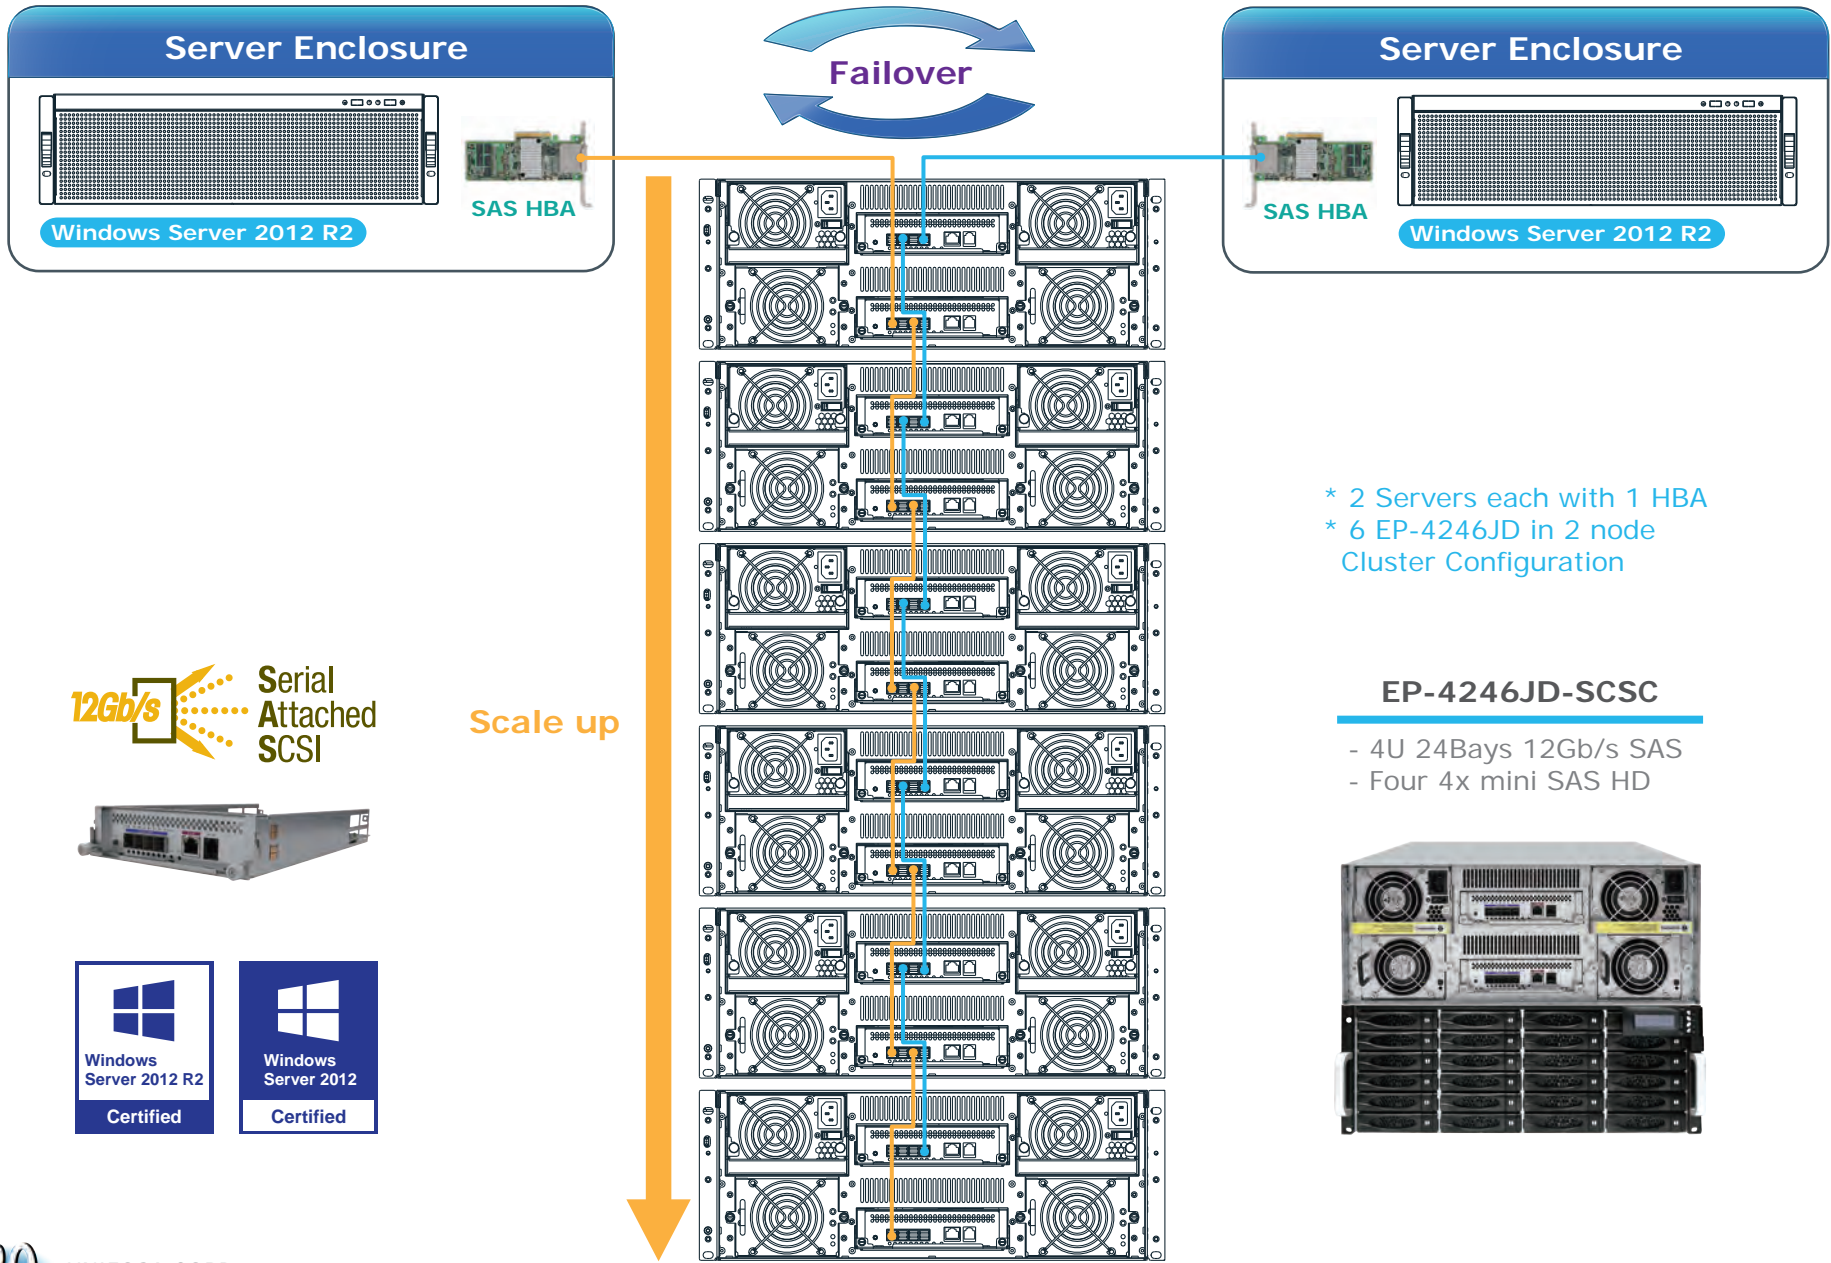 Server Enclosure
Windows Server 2012 R2
SAS HBA
Failover
Server Enclosure
SAS HBA
Windows Server 2012 R2
* 2 Servers each with 1 HBA
* 6 EP-4246JD in 2 node
Cluster Configuration
12Gb/s
Serial
Attached
SCSI
Scale up
EP-4246JD-SCSC
- 4U 24Bays 12Gb/s SAS
- Four 4x mini SAS HD
Windows
Server 2012 R2
Certified
Windows
Server 2012
Certified